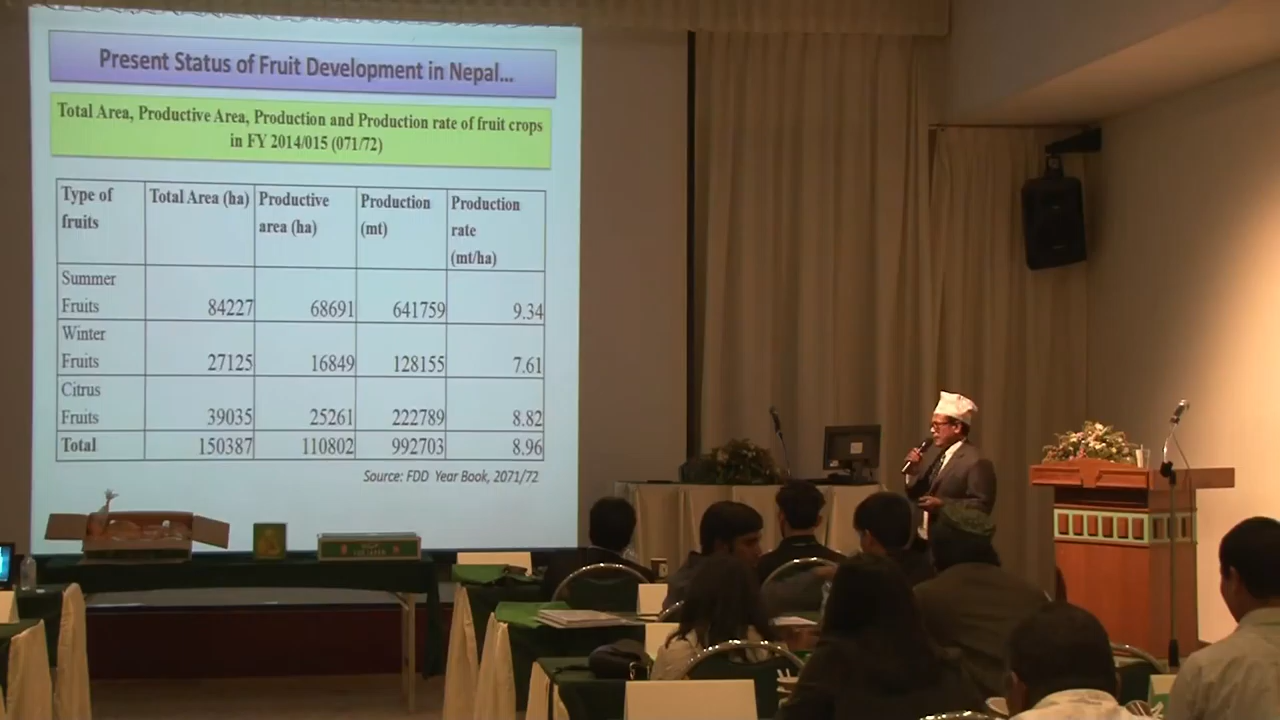 Present Status of Fruit Development in Nepal...
Total Area, Productive Area, Production and Production rate of fruit crops
in FY 2014/015 (071/72)
Type of fruits Total Area (ha) Productive area (ha) Production (mt) Production rate (mt/ha)
Summer Fruits 84227 68691 641759 9.34
Winter Fruits 27125 16849 128155 7.61
Citrus Fruits 39035 25261 222789 8.82
Total 150387 110802 992703 8.96
Source: FDD Year Book, 2071/72